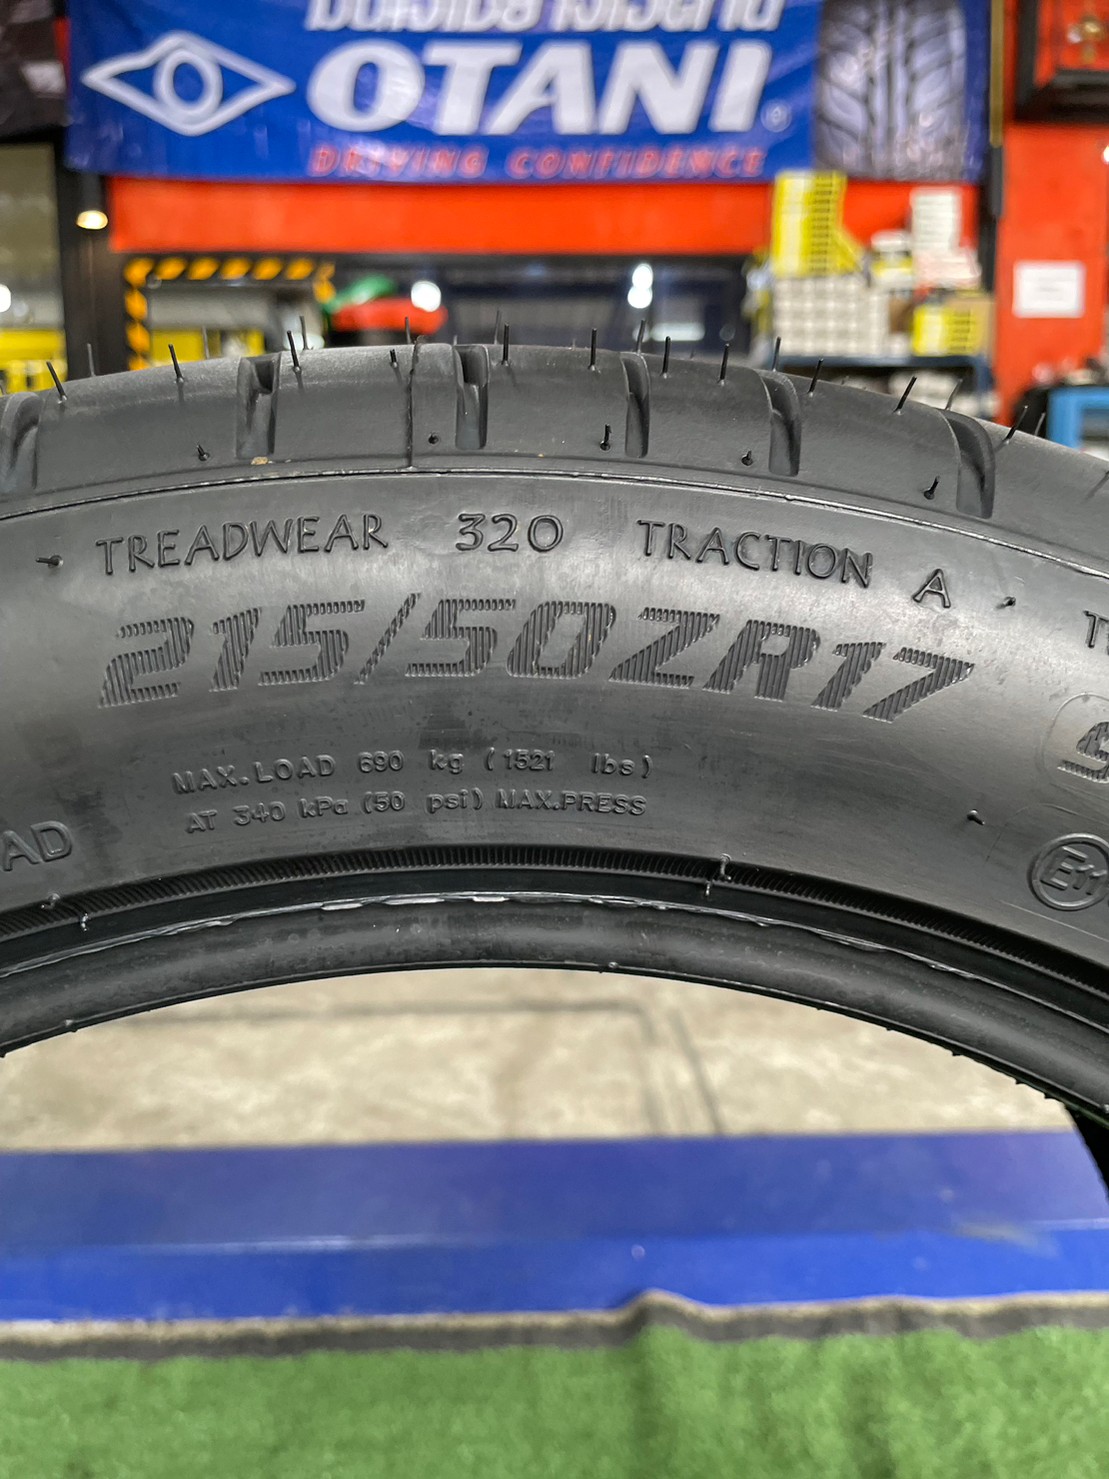 OTANI
DRIVING CONFIDENCE
TREADWEAR 320 TRACTION A
215/50ZR17
MAX. LOAD 690 kg (1521 lbs)
AT 340 kPa (50 psi) MAX.PRESS
AD
E11